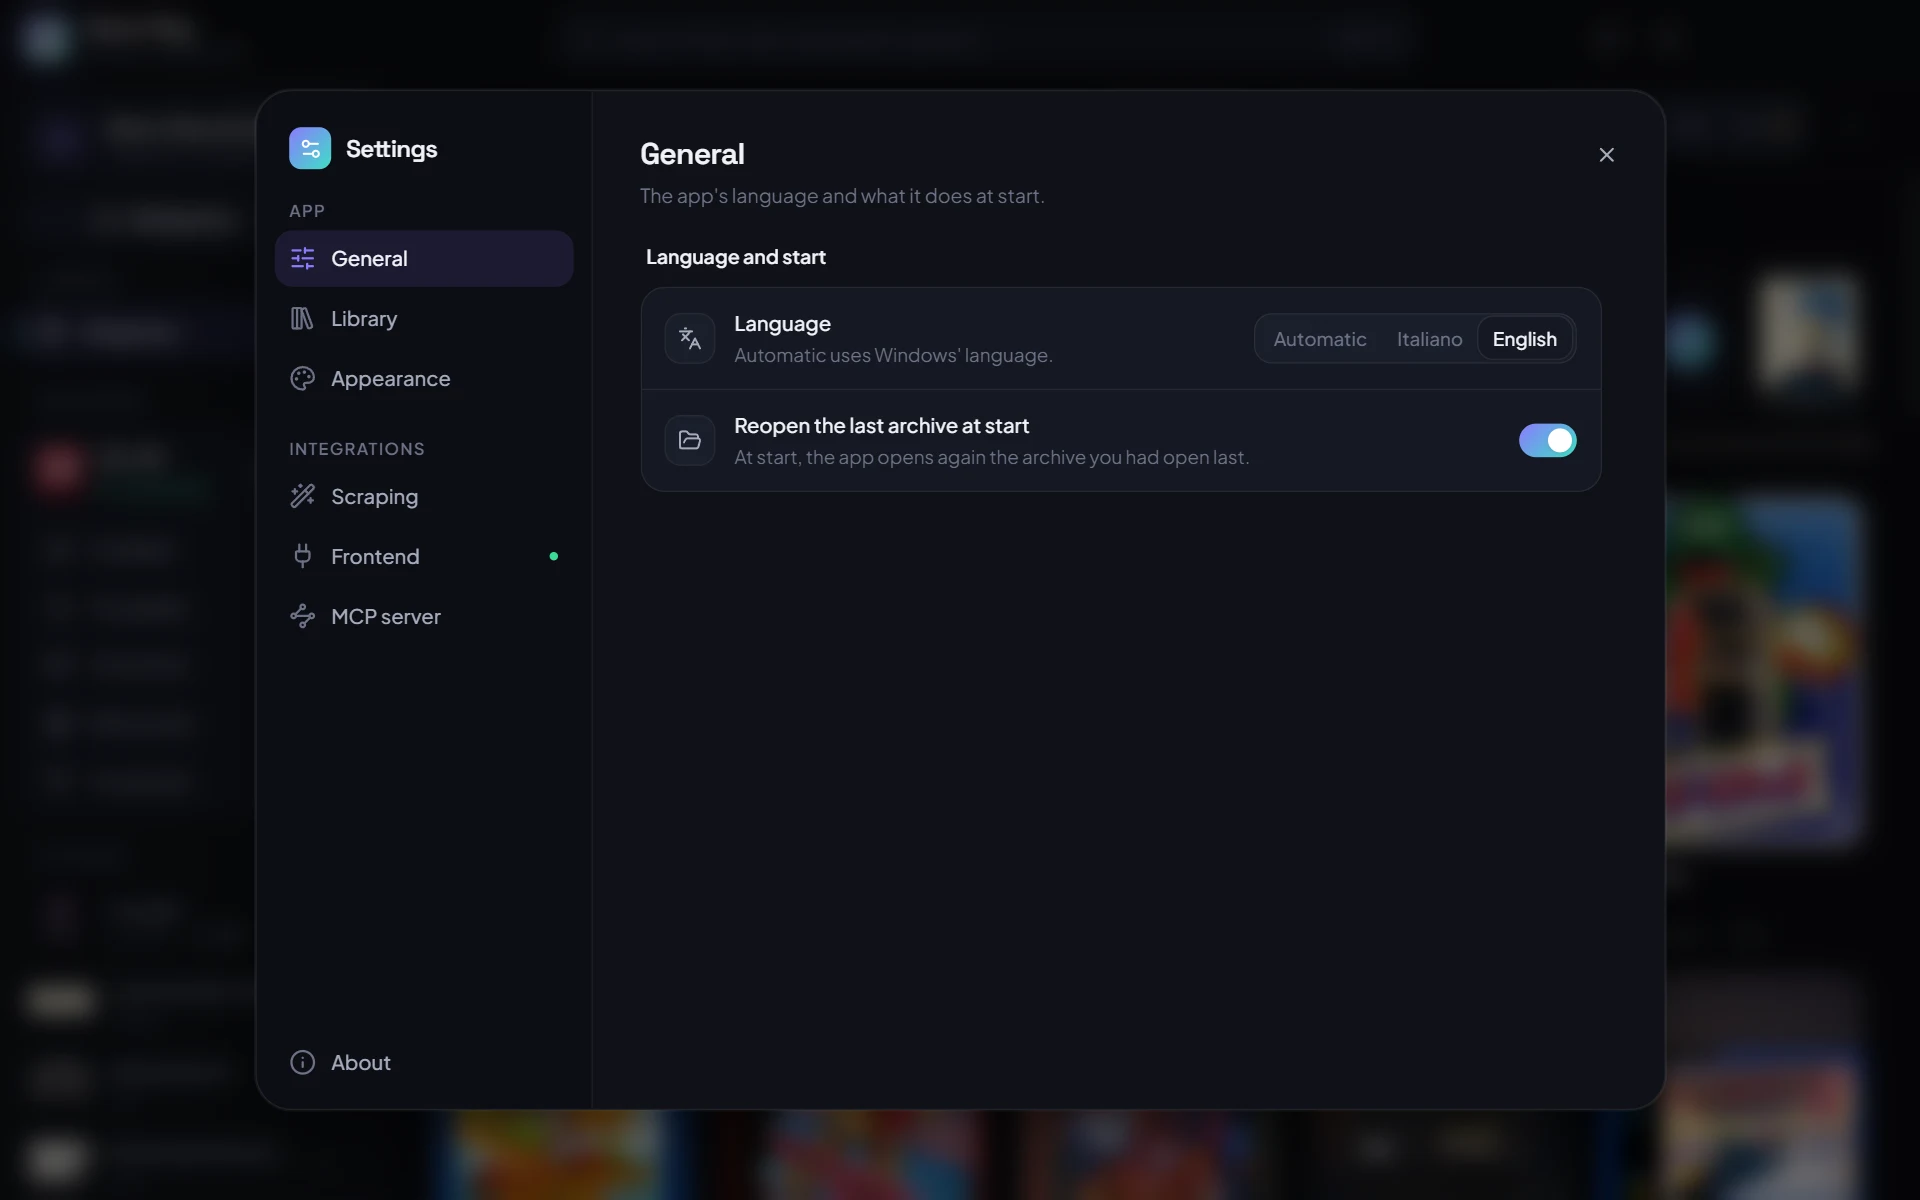 Settings
APP
General
Library
Appearance
INTEGRATIONS
Scraping
Frontend
MCP server
About
General
The app's language and what it does at start.
Language and start
Language
Automatic uses Windows' language.
Automatic Italiano English
Reopen the last archive at start
At start, the app opens again the archive you had open last.